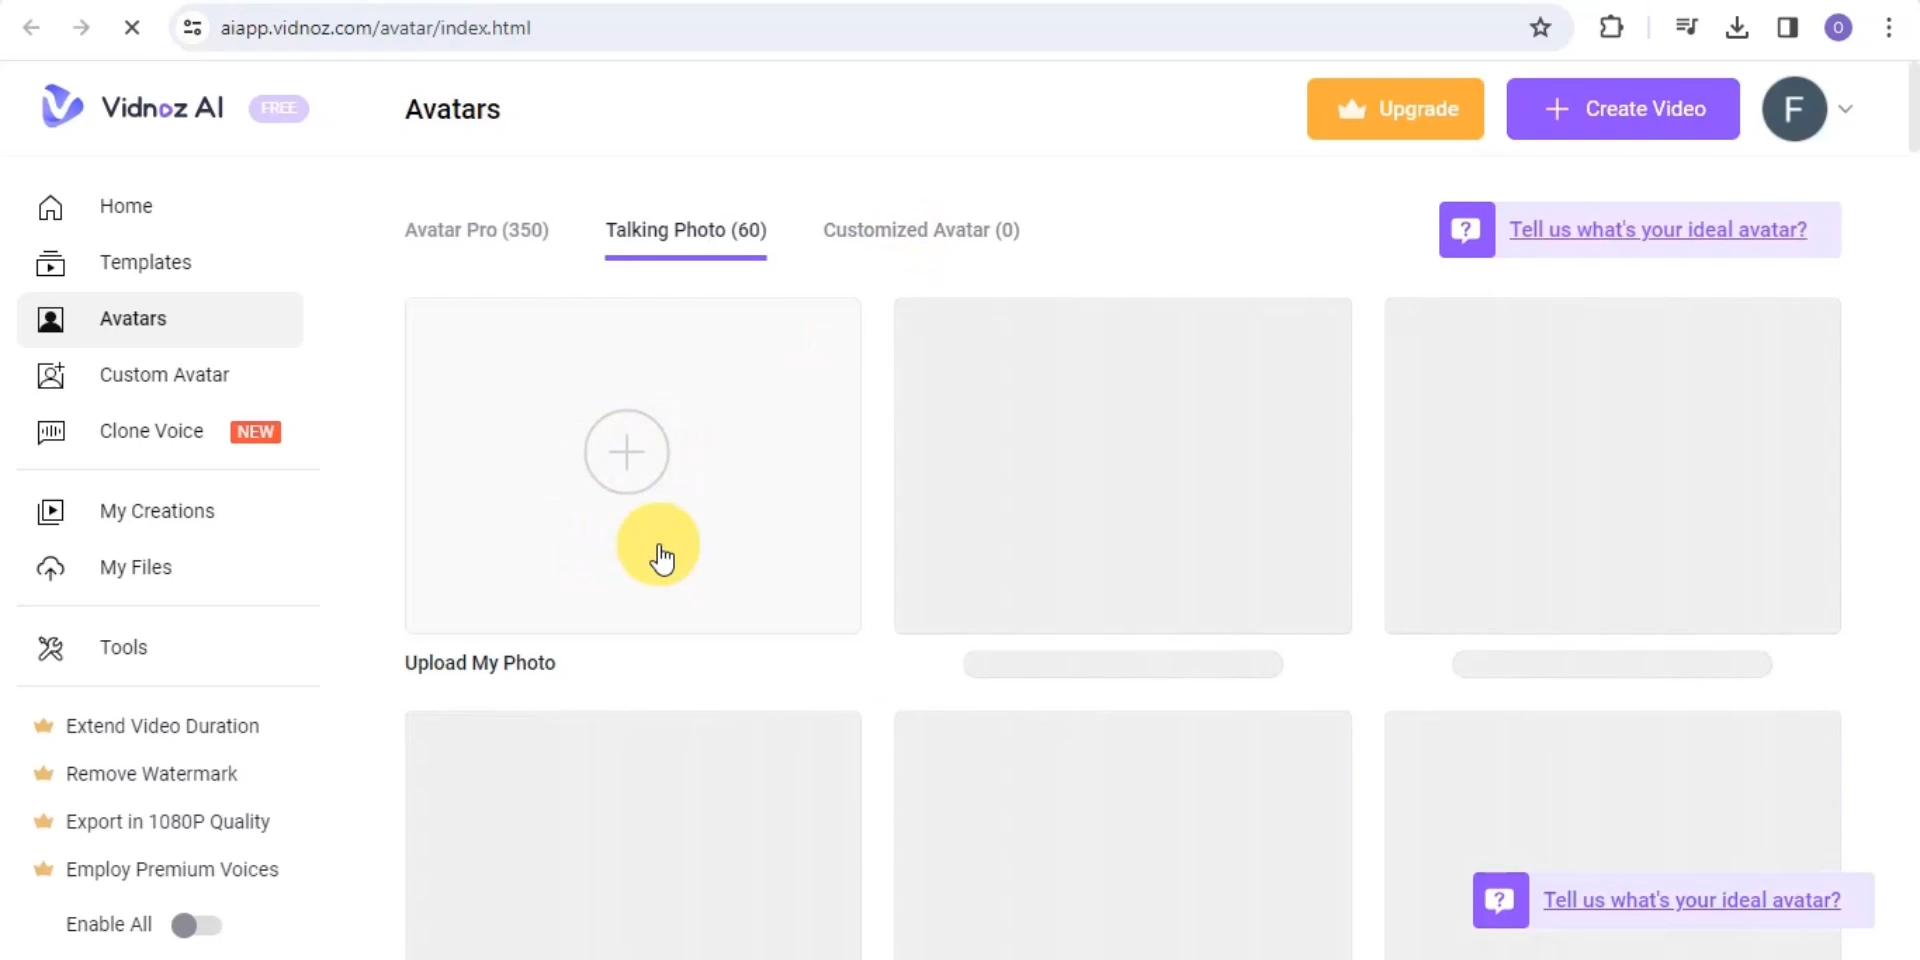 aiapp.vidnoz.com/avatar/index.html
O
Vidnoz AI FREE
Avatars
Upgrade
Create Video
F
Home
Templates
Avatars
Custom Avatar
Clone Voice NEW
My Creations
My Files
Tools
Extend Video Duration
Remove Watermark
Export in 1080P Quality
Employ Premium Voices
Enable All
Avatar Pro (350)
Talking Photo (60)
Customized Avatar (0)
Tell us what's your ideal avatar?
Upload My Photo
Tell us what's your ideal avatar?